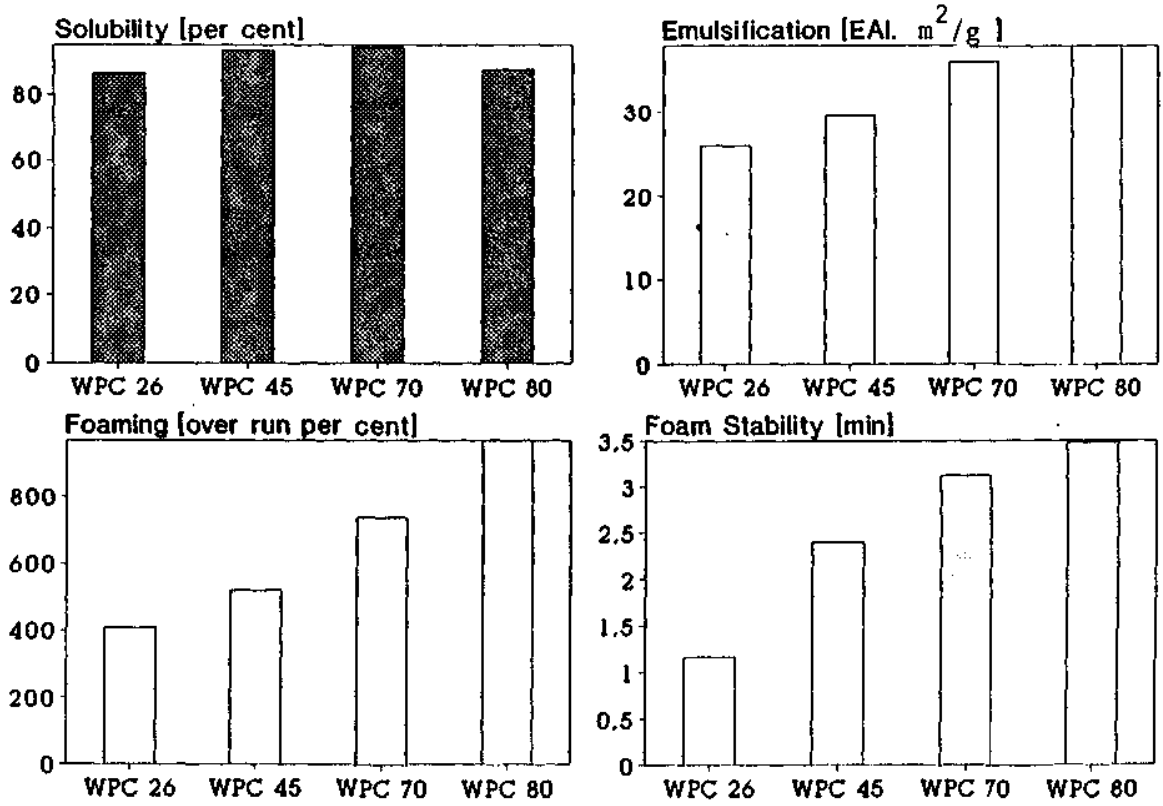 Solubility [per cent]
80
60
40
20
0
WPC 26 WPC 45 WPC 70 WPC 80
Emulsification [EAI. m²/g ]
30
20
10
0
WPC 26 WPC 45 WPC 70 WPC 80
Foaming [over run per cent]
800
600
400
200
0
WPC 26 WPC 45 WPC 70 WPC 80
Foam Stability [min]
3.5
3
2.5
2
1.5
1
0.5
0
WPC 26 WPC 45 WPC 70 WPC 80